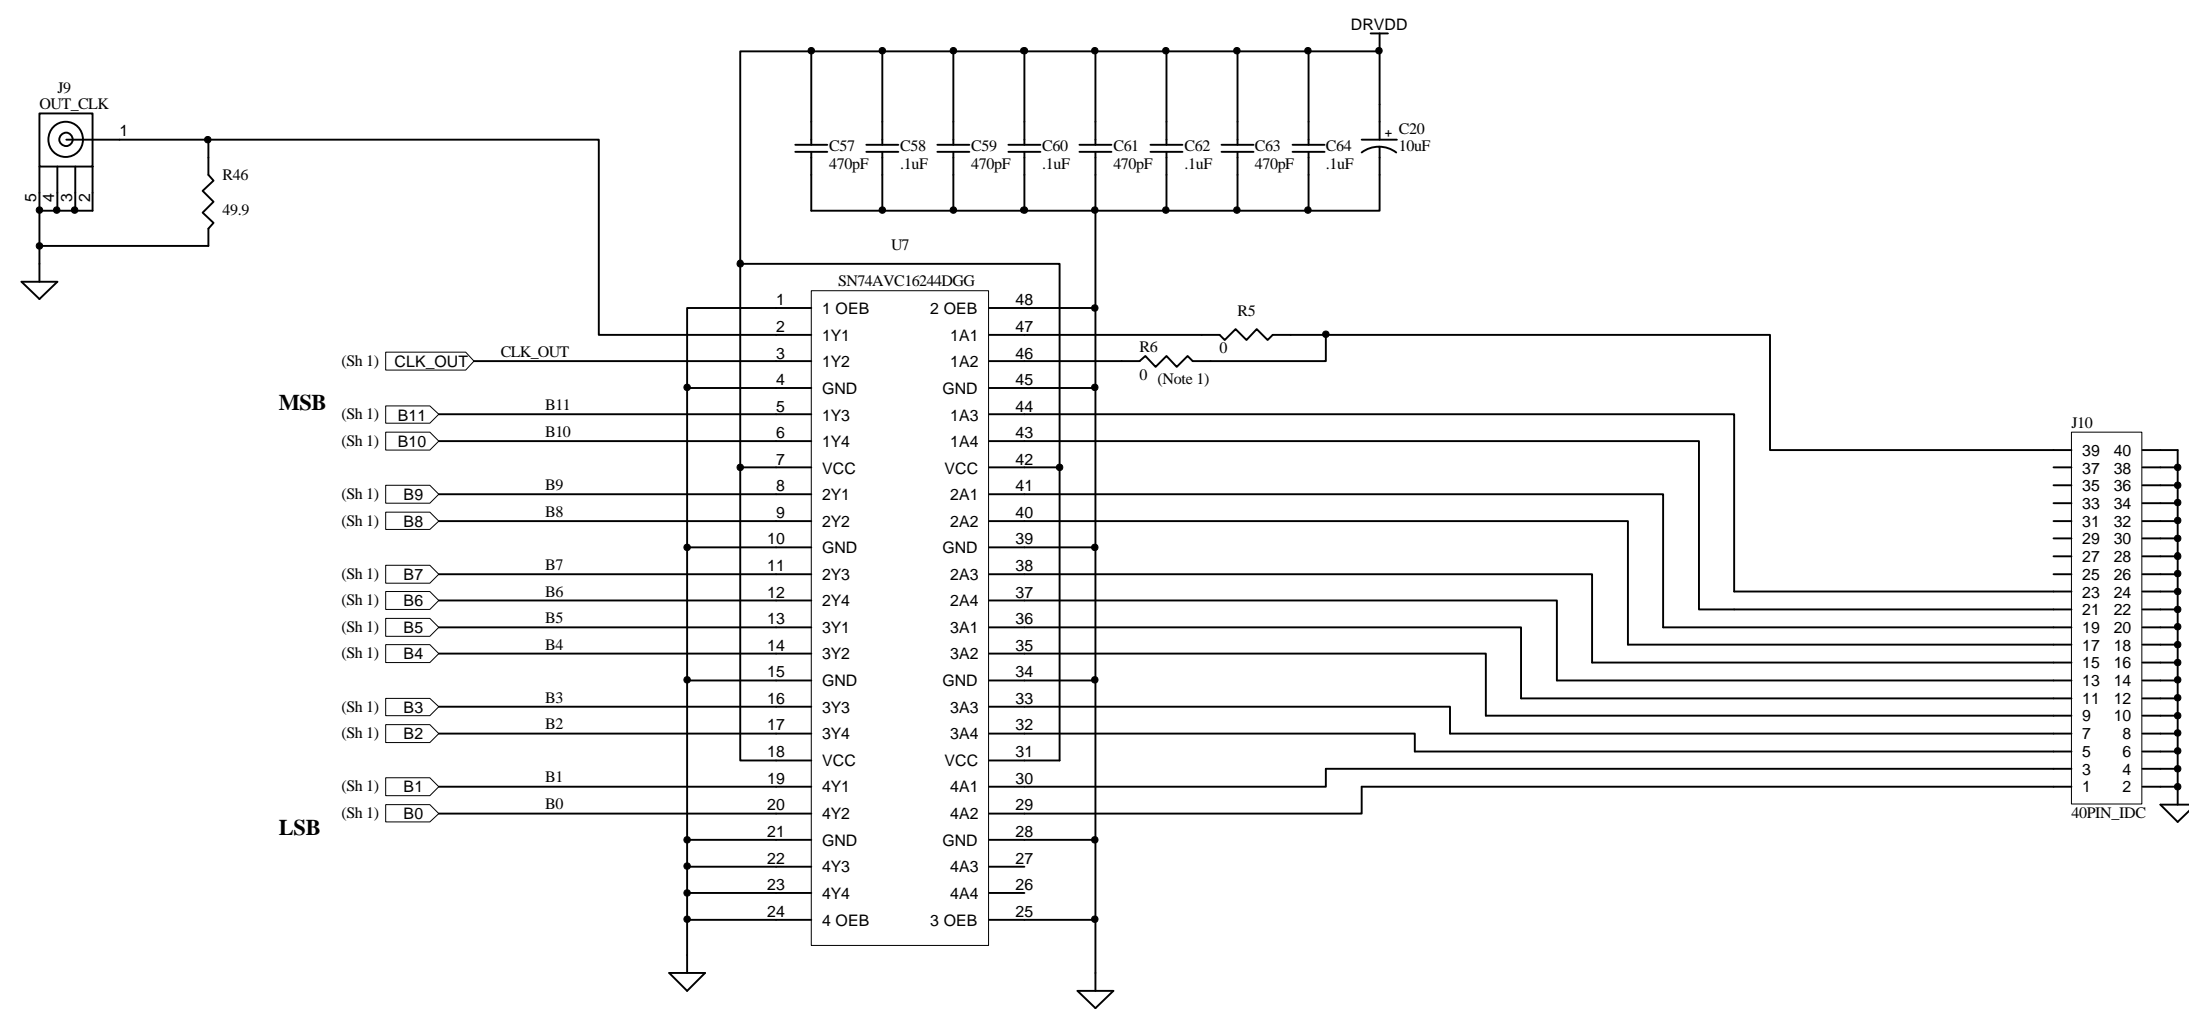 DRVDD
J9
OUT_CLK
1
R46
49.9
5 4 3 2
C57 470pF
C58 .1uF
C59 470pF
C60 .1uF
C61 470pF
C62 .1uF
C63 470pF
C64 .1uF
+ C20 10uF
U7
SN74AVC16244DGG
1 1 OEB 2 OEB 48
2 1Y1 1A1 47 R5 0
(Sh 1) CLK_OUT CLK_OUT 3 1Y2 1A2 46 R6 0 (Note 1)
4 GND GND 45
MSB
(Sh 1) B11 B11 5 1Y3 1A3 44
(Sh 1) B10 B10 6 1Y4 1A4 43
7 VCC VCC 42
(Sh 1) B9 B9 8 2Y1 2A1 41
(Sh 1) B8 B8 9 2Y2 2A2 40
10 GND GND 39
(Sh 1) B7 B7 11 2Y3 2A3 38
(Sh 1) B6 B6 12 2Y4 2A4 37
(Sh 1) B5 B5 13 3Y1 3A1 36
(Sh 1) B4 B4 14 3Y2 3A2 35
15 GND GND 34
(Sh 1) B3 B3 16 3Y3 3A3 33
(Sh 1) B2 B2 17 3Y4 3A4 32
18 VCC VCC 31
(Sh 1) B1 B1 19 4Y1 4A1 30
(Sh 1) B0 B0 20 4Y2 4A2 29
LSB
21 GND GND 28
22 4Y3 4A3 27
23 4Y4 4A4 26
24 4 OEB 3 OEB 25
J10
39 40
37 38
35 36
33 34
31 32
29 30
27 28
25 26
23 24
21 22
19 20
17 18
15 16
13 14
11 12
9 10
7 8
5 6
3 4
1 2
40PIN_IDC